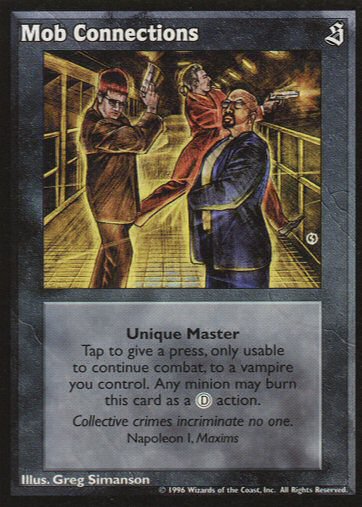 Mob Connections
Unique Master
Tap to give a press, only usable
to continue combat, to a vampire
you control. Any minion may burn
this card as a Ⓓ action.
Collective crimes incriminate no one.
Napoleon I, Maxims
Illus. Greg Simanson
© 1996 Wizards of the Coast, Inc. All Rights Reserved.